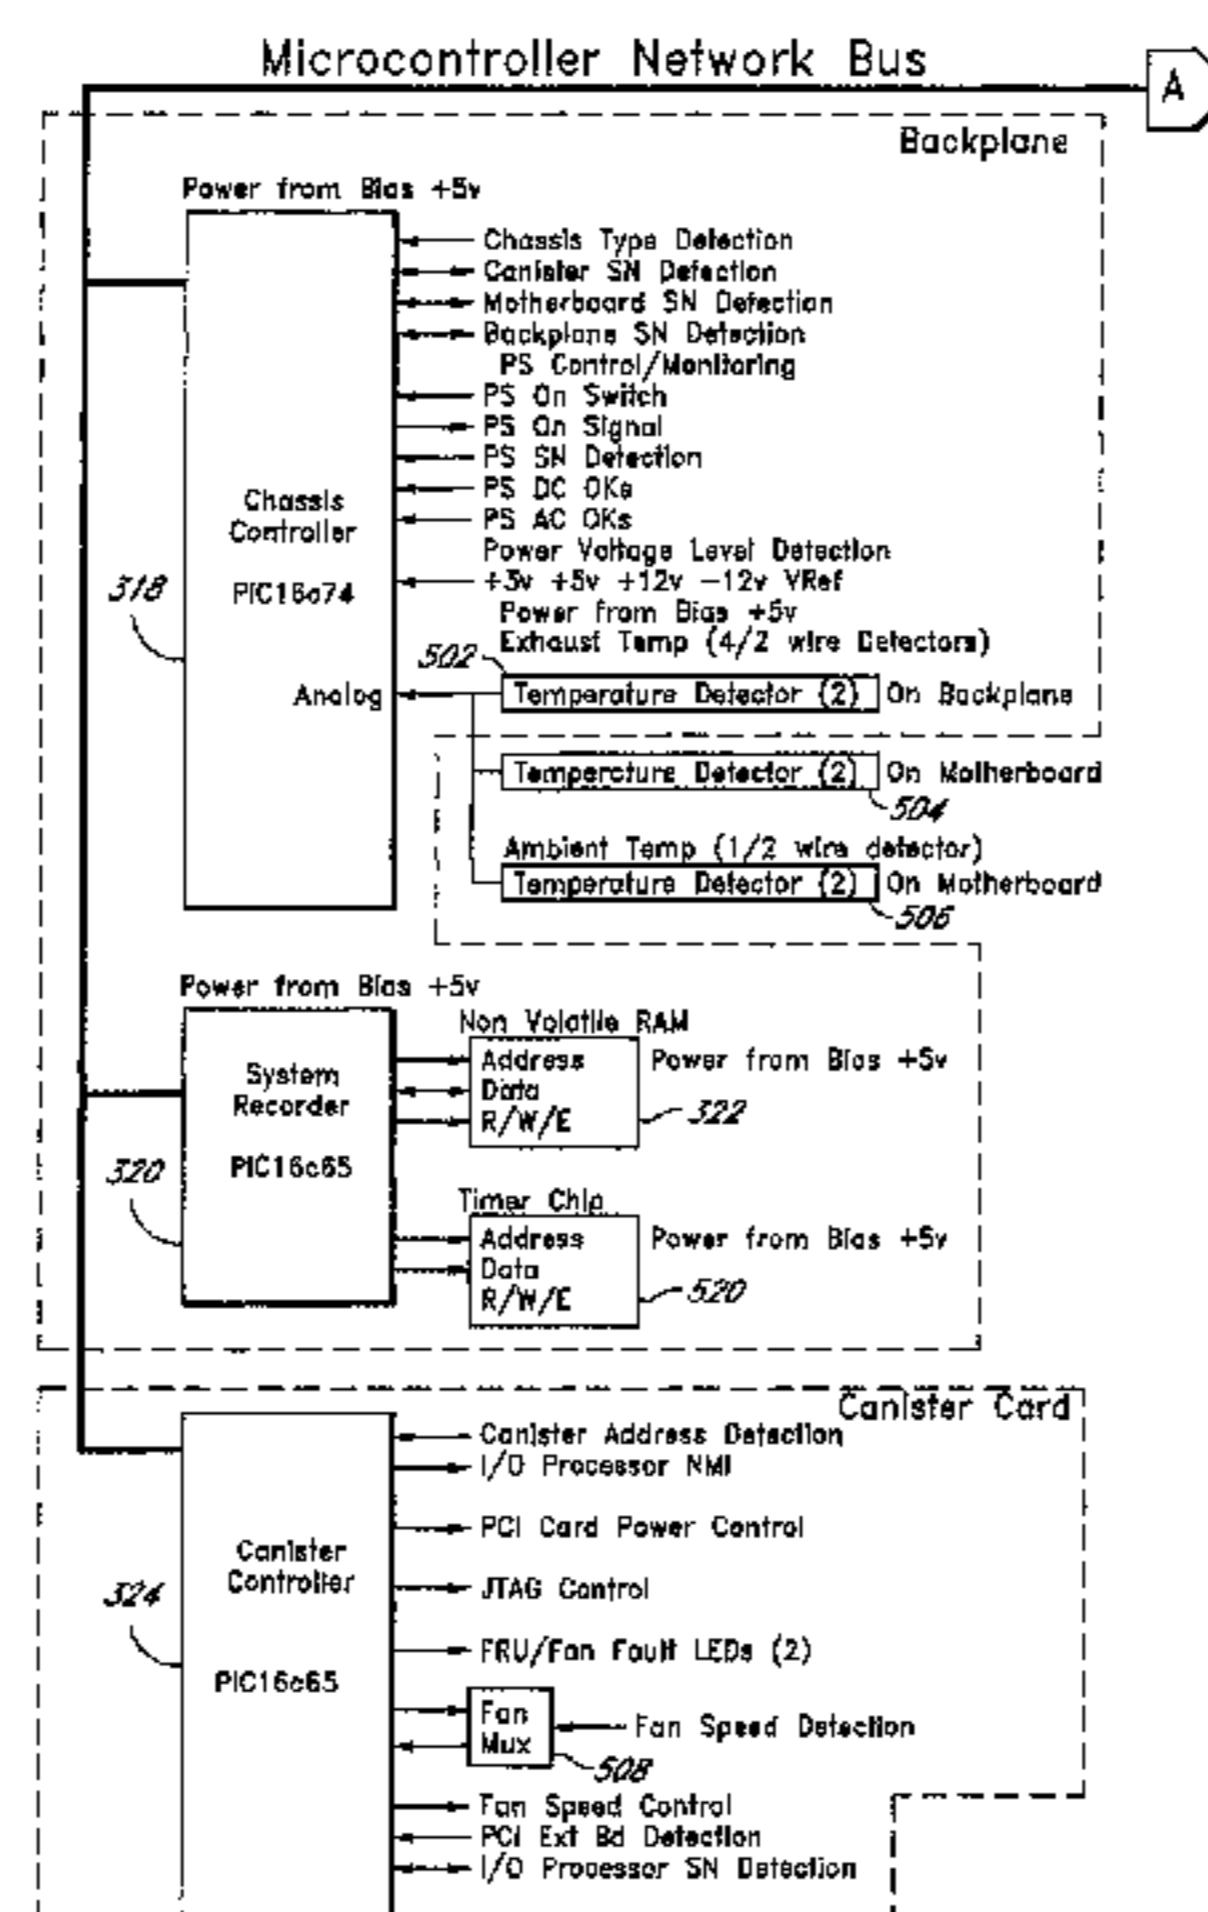 Microcontroller Network Bus
A
Backplane
Power from Bias +5v
Chassis Type Detection
Canister SN Detection
Motherboard SN Detection
Backplane SN Detection
PS Control/Monitoring
PS On Switch
PS On Signal
PS SN Detection
PS DC OKs
PS AC OKs
Power Voltage Level Detection
+3v +5v +12v -12v VRef
Power from Bias +5v
Exhaust Temp (4/2 wire Detectors)
Chassis
Controller
PIC16c74
318
Analog
502
Temperature Detector (2) On Backplane
Temperature Detector (2) On Motherboard
504
Ambient Temp (1/2 wire detector)
Temperature Detector (2) On Motherboard
506
Power from Bias +5v
System
Recorder
PIC16c65
320
Non Volatile RAM
Address
Data
R/W/E
Power from Bias +5v
322
Timer Chip
Address
Data
R/W/E
Power from Bias +5v
520
Canister Card
Canister
Controller
PIC16c65
324
Canister Address Detection
I/O Processor NMI
PCI Card Power Control
JTAG Control
FRU/Fan Fault LEDs (2)
Fan
Mux
Fan Speed Detection
508
Fan Speed Control
PCI Ext Bd Detection
I/O Processor SN Detection